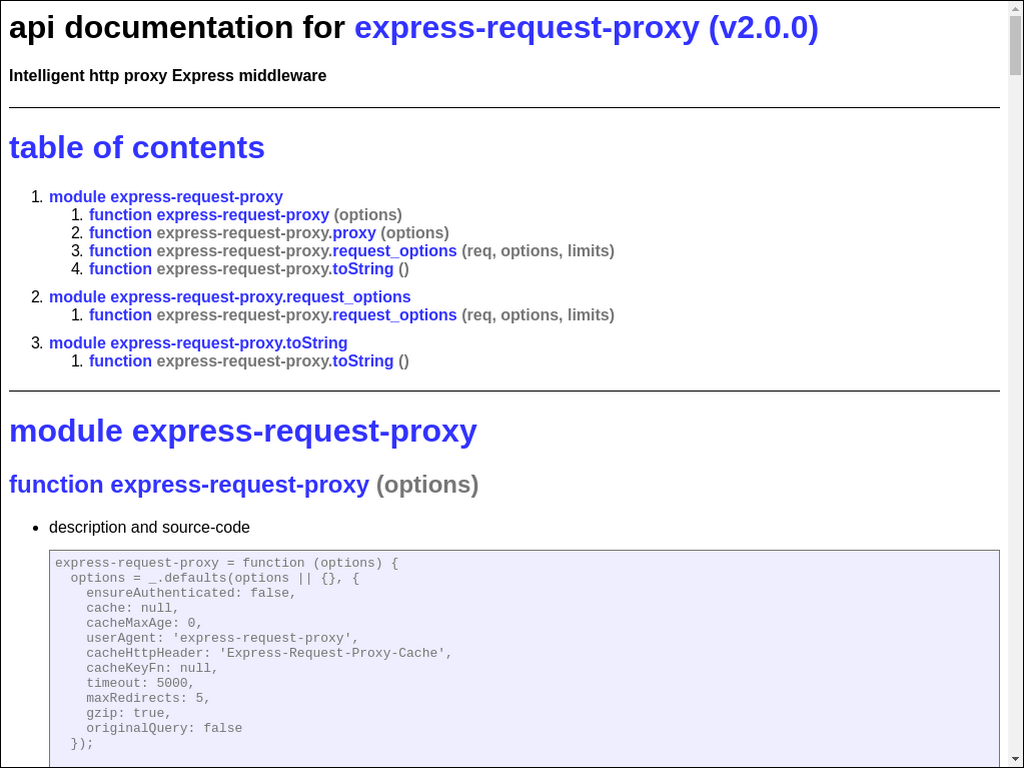 api documentation for express-request-proxy (v2.0.0)
Intelligent http proxy Express middleware
table of contents
1. module express-request-proxy
1. function express-request-proxy (options)
2. function express-request-proxy.proxy (options)
3. function express-request-proxy.request_options (req, options, limits)
4. function express-request-proxy.toString ()
2. module express-request-proxy.request_options
1. function express-request-proxy.request_options (req, options, limits)
3. module express-request-proxy.toString
1. function express-request-proxy.toString ()
module express-request-proxy
function express-request-proxy (options)
• description and source-code
express-request-proxy = function (options) {
  options = _.defaults(options || {}, {
    ensureAuthenticated: false,
    cache: null,
    cacheMaxAge: 0,
    userAgent: 'express-request-proxy',
    cacheHttpHeader: 'Express-Request-Proxy-Cache',
    cacheKeyFn: null,
    timeout: 5000,
    maxRedirects: 5,
    gzip: true,
    originalQuery: false
  });